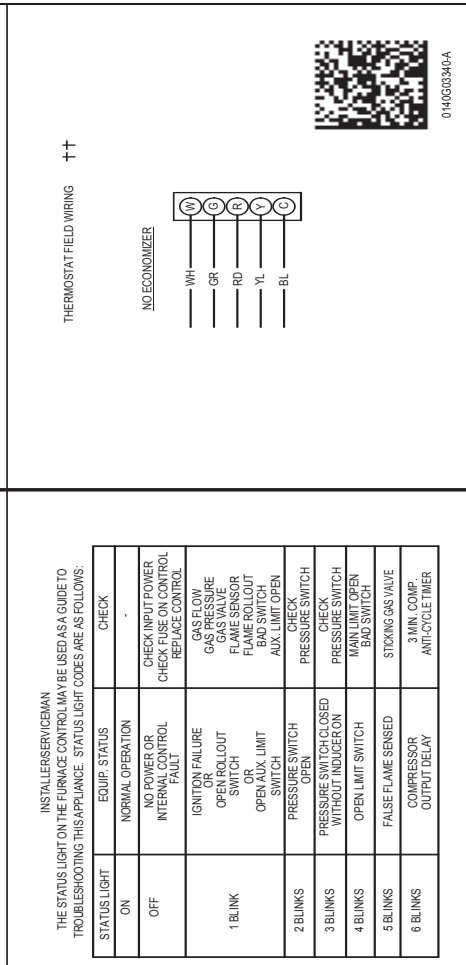 INSTALLER/SERVICEMAN
THE STATUS LIGHT ON THE FURNACE CONTROL MAY BE USED AS A GUIDE TO
TROUBLESHOOTING THIS APPLIANCE. STATUS LIGHT CODES ARE AS FOLLOWS:
STATUS LIGHT EQUIP. STATUS CHECK
ON NORMAL OPERATION -
OFF
NO POWER OR
INTERNAL CONTROL
FAULT
CHECK INPUT POWER
CHECK FUSE ON CONTROL
REPLACE CONTROL
1 BLINK
IGNITION FAILURE
OR
OPEN ROLLOUT
SWITCH
OR
OPEN AUX. LIMIT
SWITCH
GAS FLOW
GAS PRESSURE
GAS VALVE
FLAME SENSOR
FLAME ROLLOUT
BAD SWITCH
AUX. LIMIT OPEN
2 BLINKS
PRESSURE SWITCH
OPEN
CHECK
PRESSURE SWITCH
3 BLINKS
PRESSURE SWITCH CLOSED
WITHOUT INDUCER ON
CHECK
PRESSURE SWITCH
4 BLINKS
OPEN LIMIT SWITCH
MAIN LIMIT OPEN
BAD SWITCH
5 BLINKS
FALSE FLAME SENSED
STICKING GAS VALVE
6 BLINKS
COMPRESSOR
OUTPUT DELAY
3 MIN. COMP.
ANTI-CYCLE TIMER
THERMOSTAT FIELD WIRING ††
NO ECONOMIZER
WH W
GR G
RD R
YL Y
BL C
0140G03340-A